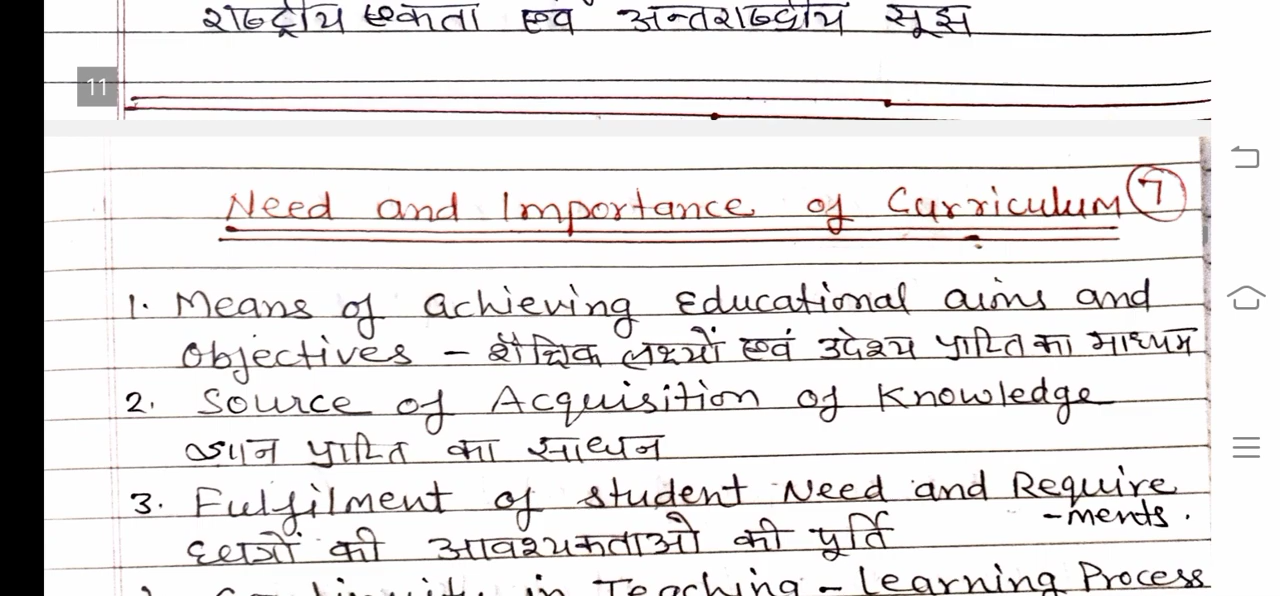 राष्ट्रीय एकता एवं अन्तराष्ट्रीय सूझ
11
Need and Importance of Curriculum 7
1. Means of achieving Educational aims and
Objectives - शैक्षिक लक्ष्यों एवं उद्देश्य प्राप्ति का माध्यम
2. Source of Acquisition of Knowledge
ज्ञान प्राप्ति का साधन
3. Fulfilment of student Need and Require
-ments.
छात्रों की आवश्यकताओं की पूर्ति
in Teaching - Learning Process